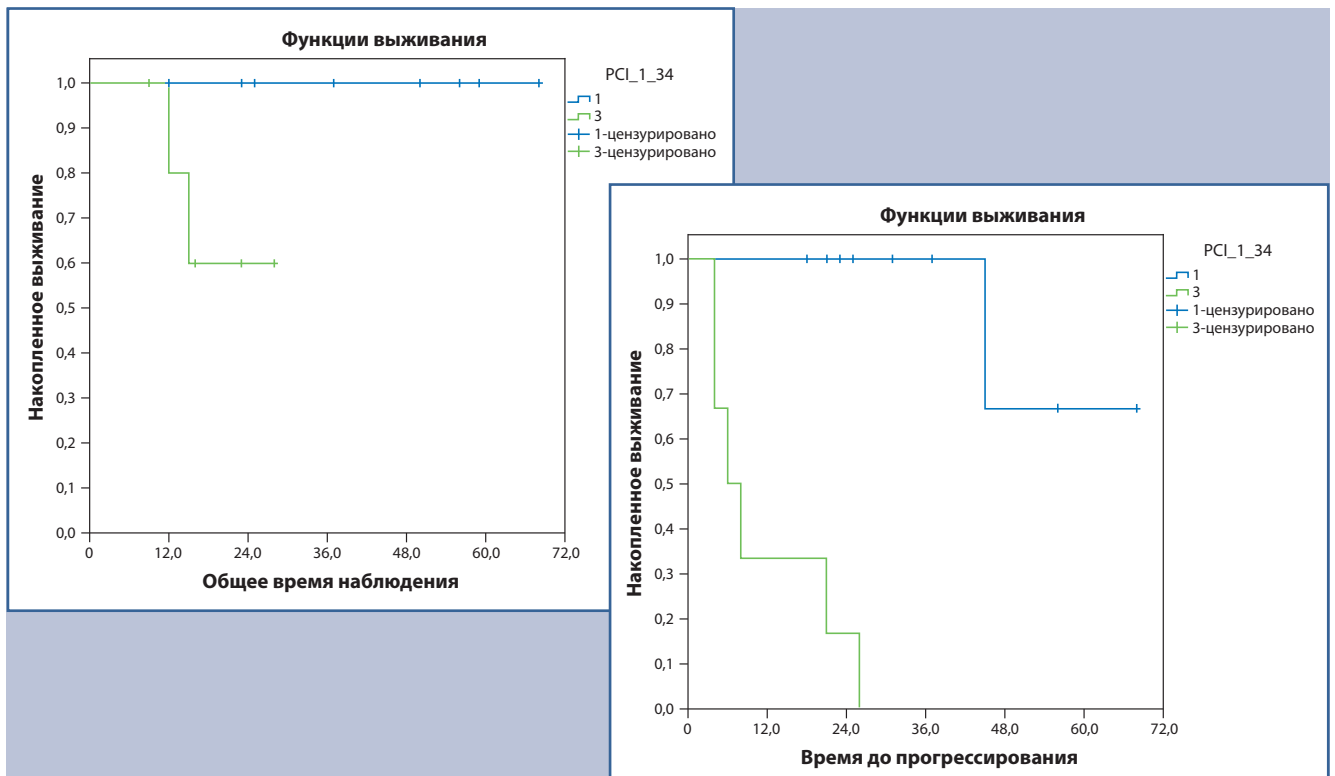 Функции выживания
PCI_1_34
1
3
1-цензурировано
3-цензурировано
Накопленное выживание
1,0
0,9
0,8
0,7
0,6
0,5
0,4
0,3
0,2
0,1
0,0
0 12,0 24,0 36,0 48,0 60,0 72,0
Общее время наблюдения
Функции выживания
PCI_1_34
1
3
1-цензурировано
3-цензурировано
Накопленное выживание
1,0
0,9
0,8
0,7
0,6
0,5
0,4
0,3
0,2
0,1
0,0
0 12,0 24,0 36,0 48,0 60,0 72,0
Время до прогрессирования